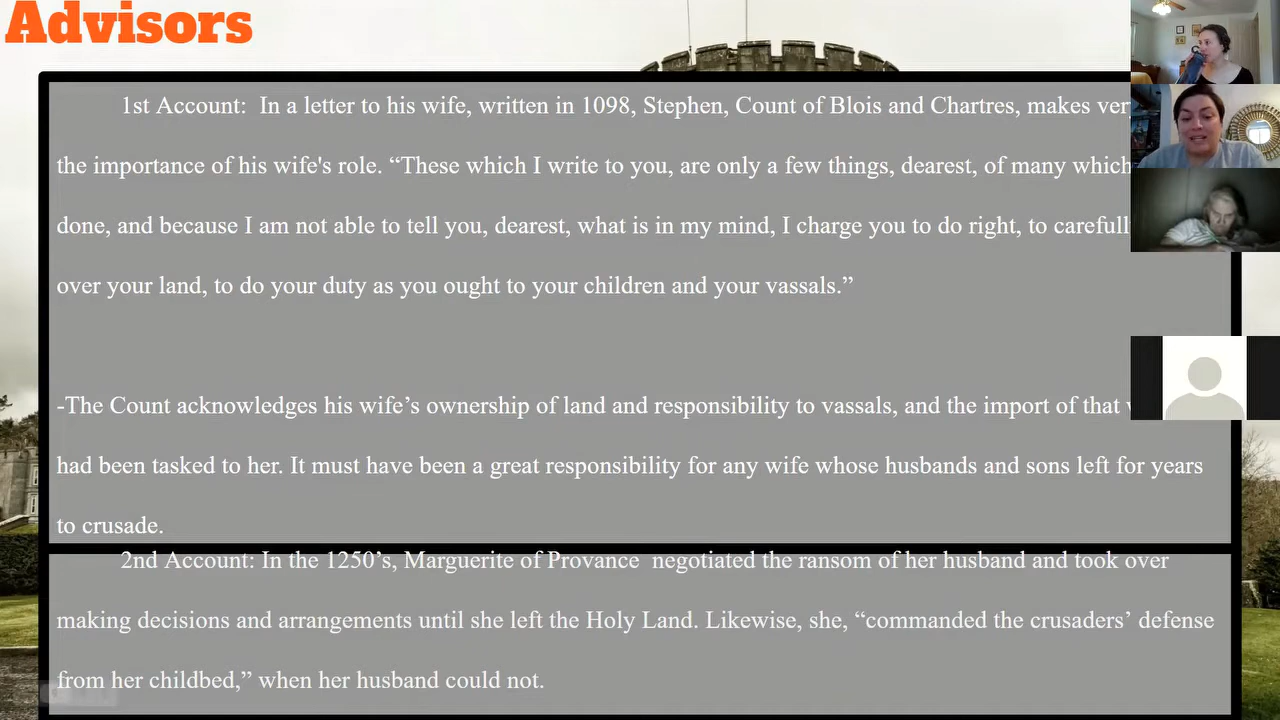 Advisors
1st Account: In a letter to his wife, written in 1098, Stephen, Count of Blois and Chartres, makes
the importance of his wife's role. “These which I write to you, are only a few things, dearest, of many which
done, and because I am not able to tell you, dearest, what is in my mind, I charge you to do right, to
over your land, to do your duty as you ought to your children and your vassals.”
-The Count acknowledges his wife’s ownership of land and responsibility to vassals, and the import of that
had been tasked to her. It must have been a great responsibility for any wife whose husbands and sons left for years
to crusade.
2nd Account: In the 1250’s, Marguerite of Provance negotiated the ransom of her husband and took over
making decisions and arrangements until she left the Holy Land. Likewise, she, “commanded the crusaders’ defense
from her childbed,” when her husband could not.